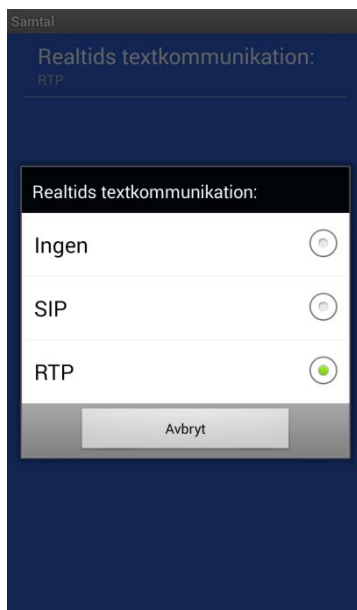 Samtal
Realtids textkommunikation:
RTP
Realtids textkommunikation:
Ingen
SIP
RTP
Avbryt